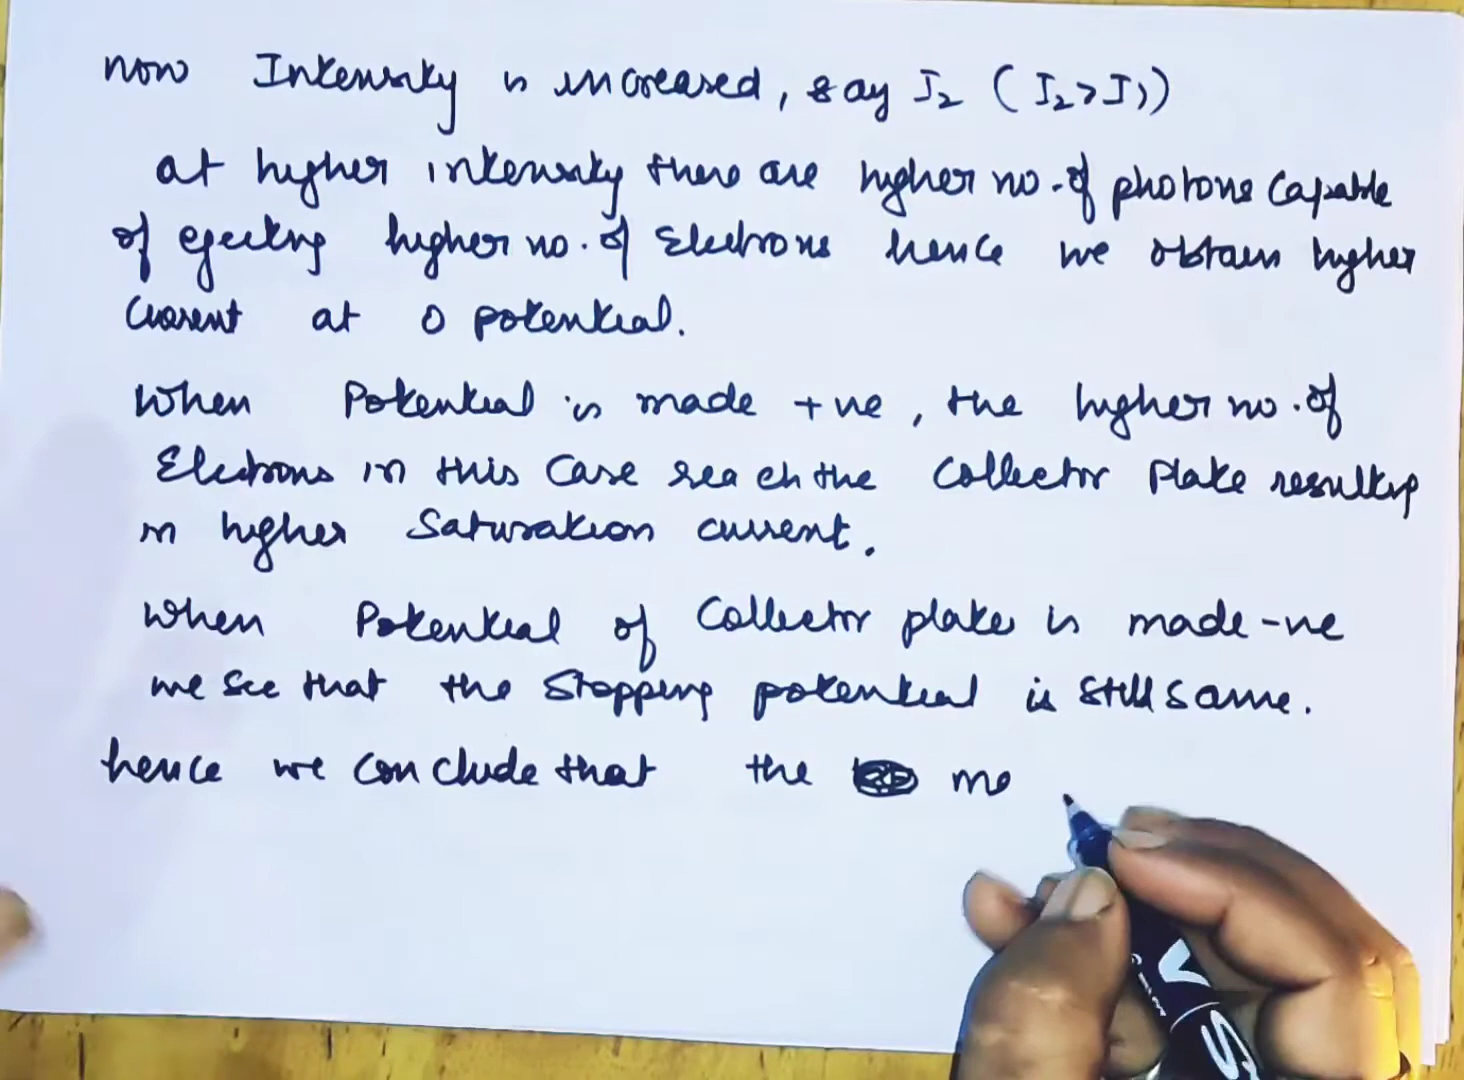 now Intensity is increased, say I₂ (I₂>I₁)
at higher intensity there are higher no. of photons capable
of ejecting higher no. of Electrons hence we obtain higher
current at 0 potential.
When Potential is made +ve, the higher no. of
Electrons in this case reach the collector plate resulting
in higher saturation current.
When Potential of collector plate is made -ve
we see that the stopping potential is still same.
hence we conclude that the mo